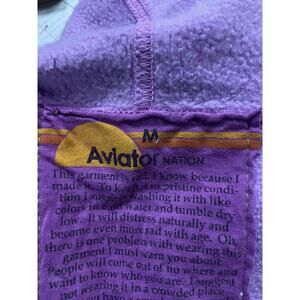 M
Aviator NATION
This garment is rad. I know because I
made it. To keep it in pristine condi-
tion I suggest washing it with like
colors in cold water and tumble dry
low. It will distress naturally and
become even more rad with age. Oh,
there is one problem with wearing this
garment I must warn you about:
People will come out of no where and
want to know who you are. I suggest
not wearing it in a crowded place
you have a